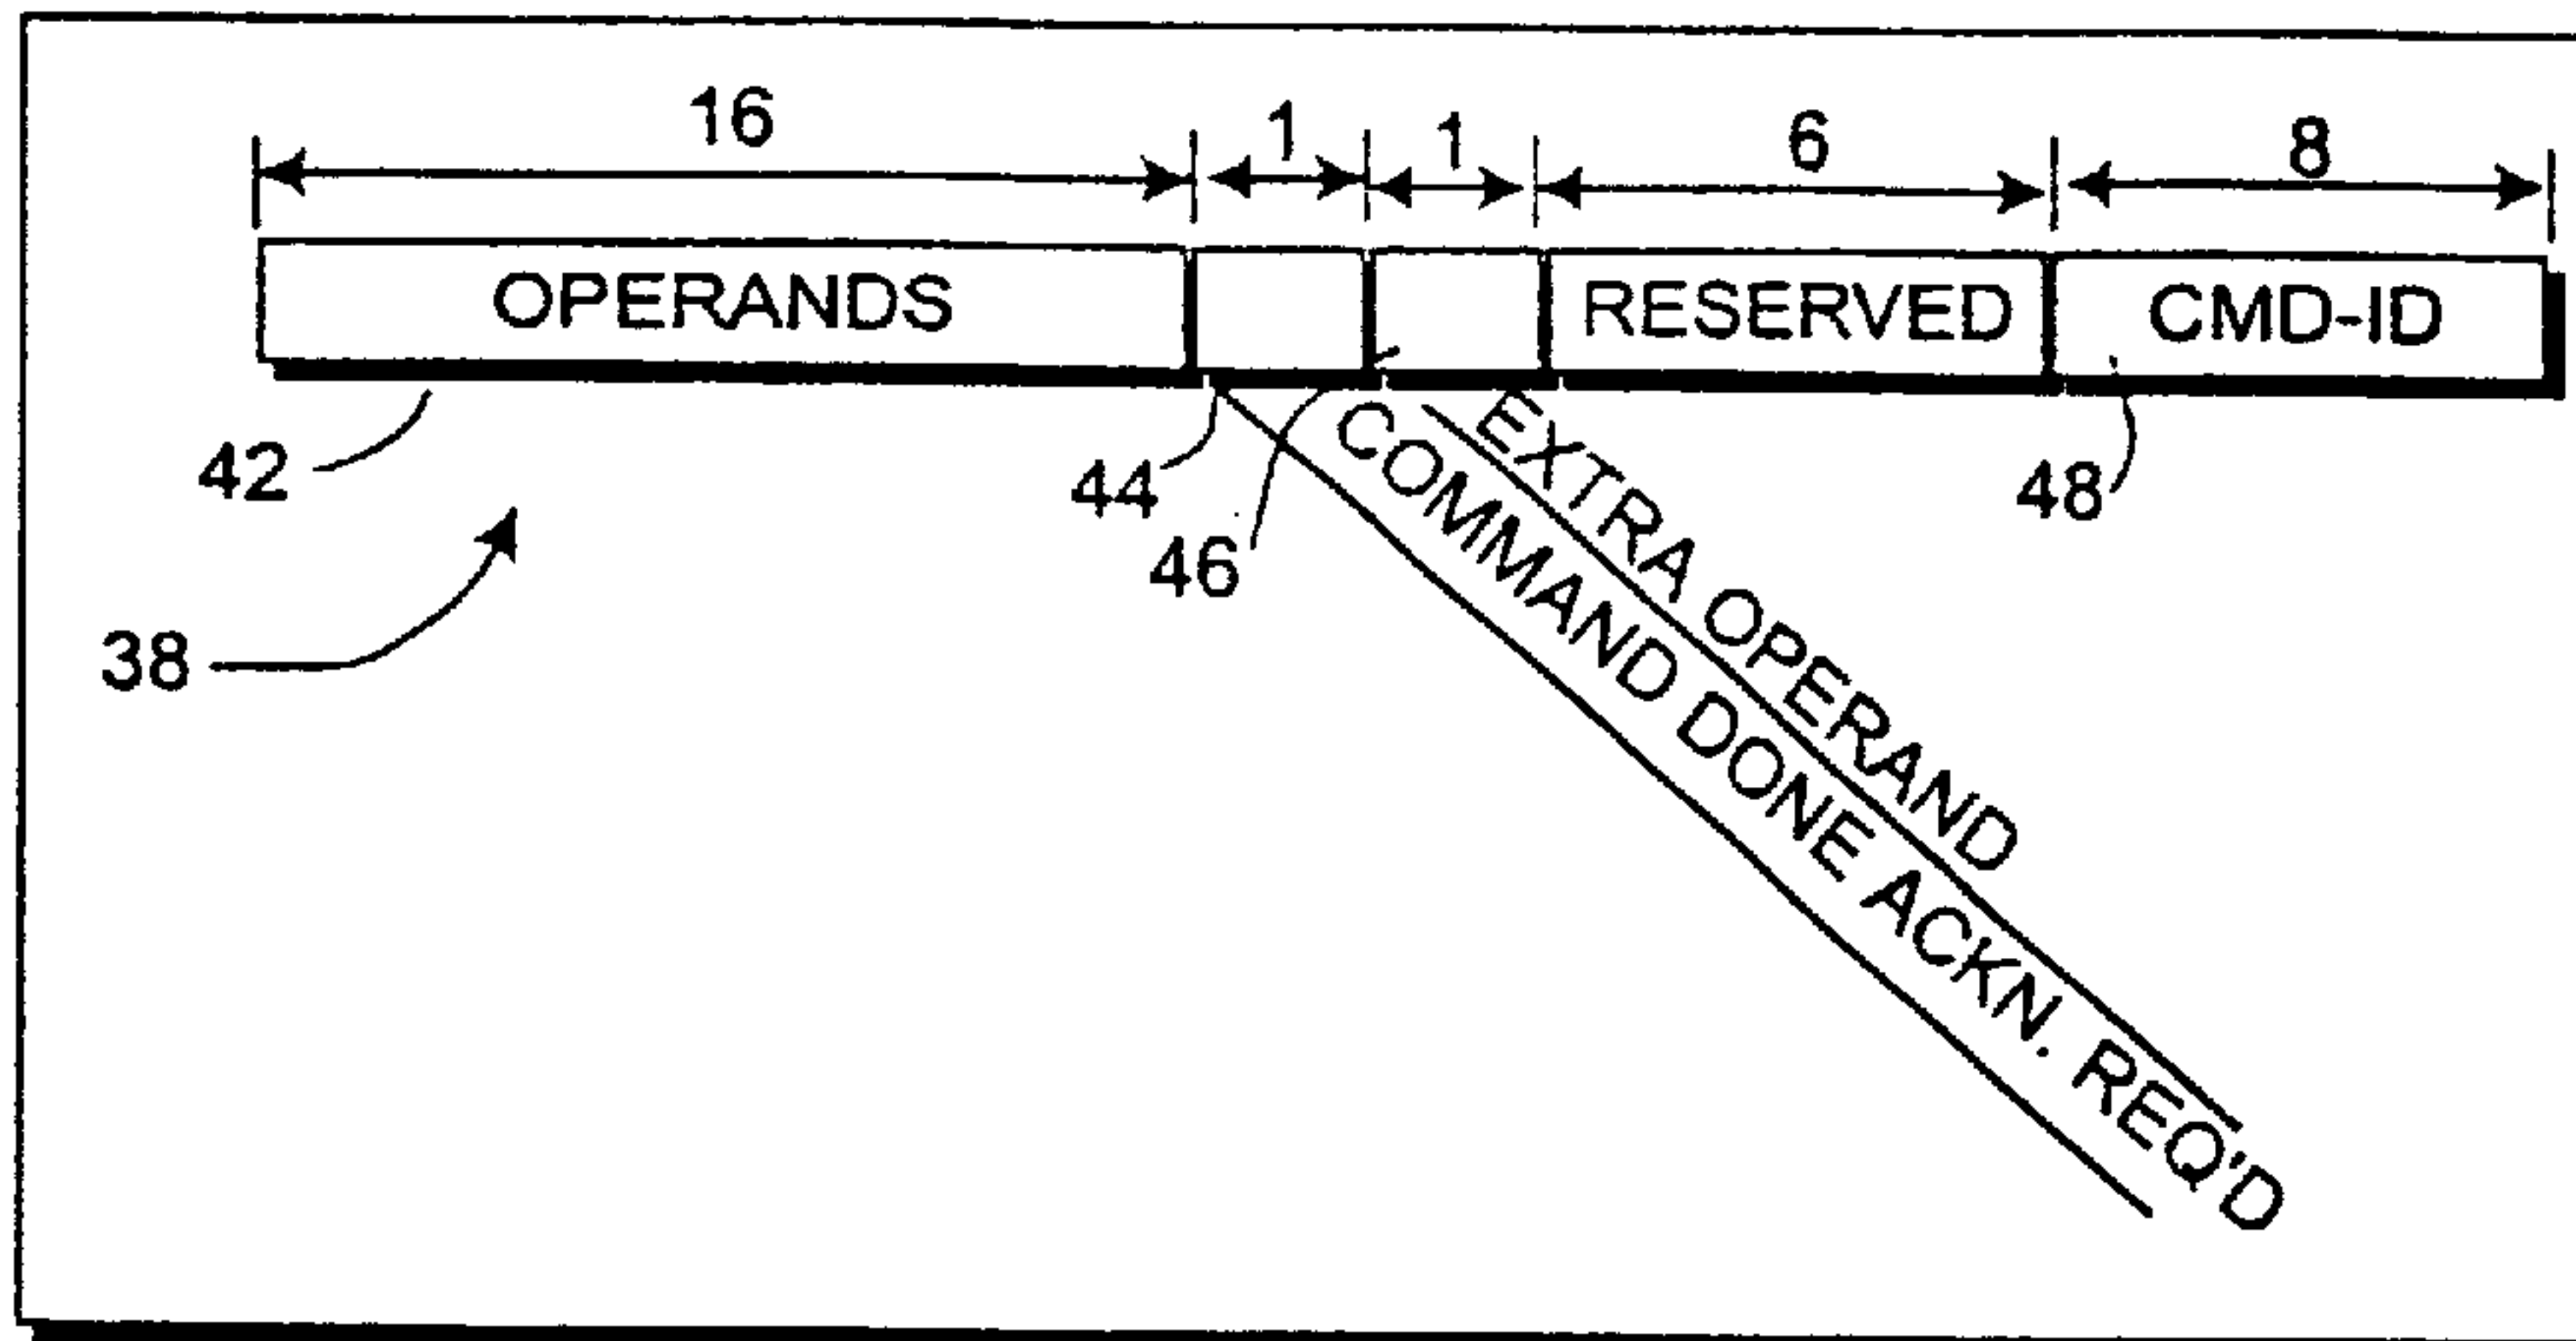 16 1 1 6 8
OPERANDS RESERVED CMD-ID
42 44 46 48
38
EXTRA OPERAND
COMMAND DONE ACKN. REQ'D